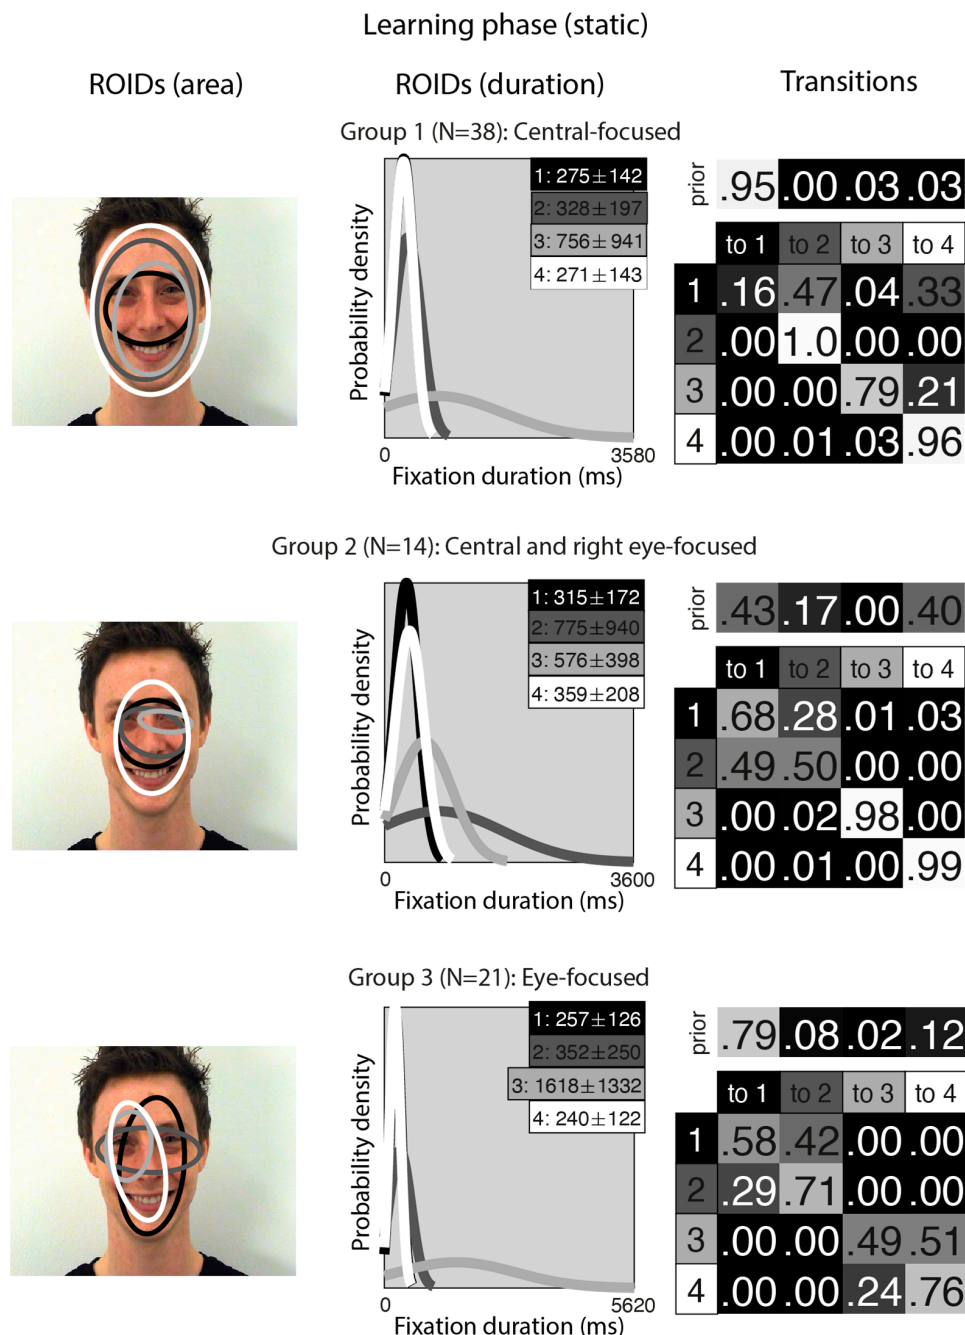 Learning phase (static)
ROIDs (area) ROIDs (duration) Transitions
Group 1 (N=38): Central-focused
Probability density
1: 275±142
2: 328±197
3: 756±941
4: 271±143
0 3580
Fixation duration (ms)
prior .95 .00 .03 .03
to 1 to 2 to 3 to 4
1 .16 .47 .04 .33
2 .00 1.0 .00 .00
3 .00 .00 .79 .21
4 .00 .01 .03 .96
Group 2 (N=14): Central and right eye-focused
Probability density
1: 315±172
2: 775±940
3: 576±398
4: 359±208
0 3600
Fixation duration (ms)
prior .43 .17 .00 .40
to 1 to 2 to 3 to 4
1 .68 .28 .01 .03
2 .49 .50 .00 .00
3 .00 .02 .98 .00
4 .00 .01 .00 .99
Group 3 (N=21): Eye-focused
Probability density
1: 257±126
2: 352±250
3: 1618±1332
4: 240±122
0 5620
Fixation duration (ms)
prior .79 .08 .02 .12
to 1 to 2 to 3 to 4
1 .58 .42 .00 .00
2 .29 .71 .00 .00
3 .00 .00 .49 .51
4 .00 .00 .24 .76